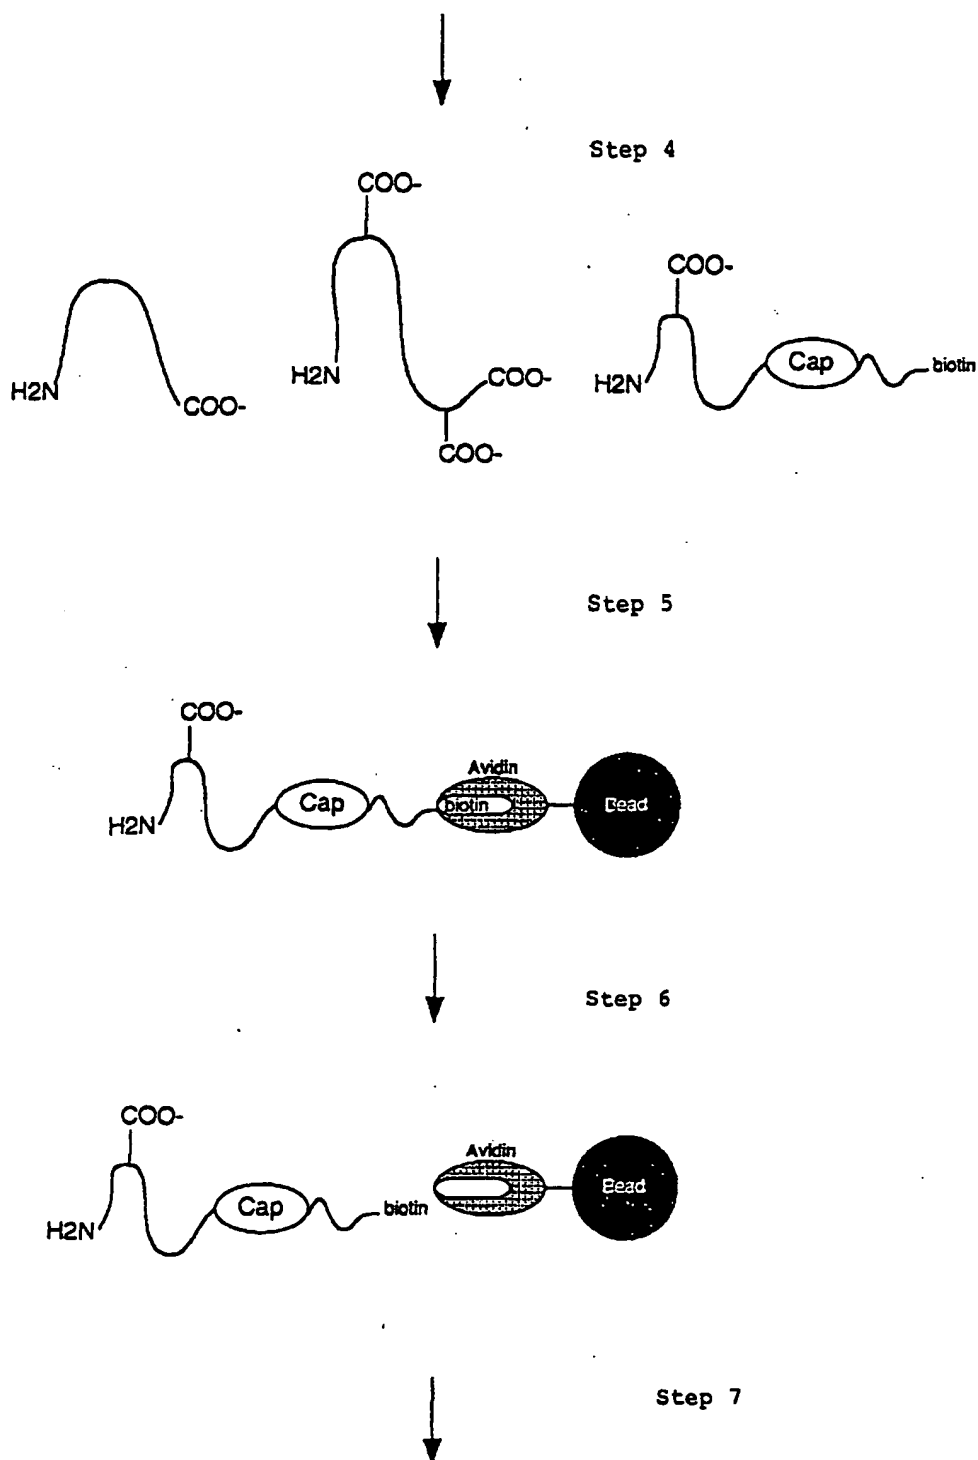 Step 4
COO-
COO-
H2N
COO-
H2N
COO-
COO-
H2N
Cap
biotin
Step 5
COO-
H2N
Cap
Avidin
biotin
Bead
Step 6
COO-
H2N
Cap
biotin
Avidin
Bead
Step 7